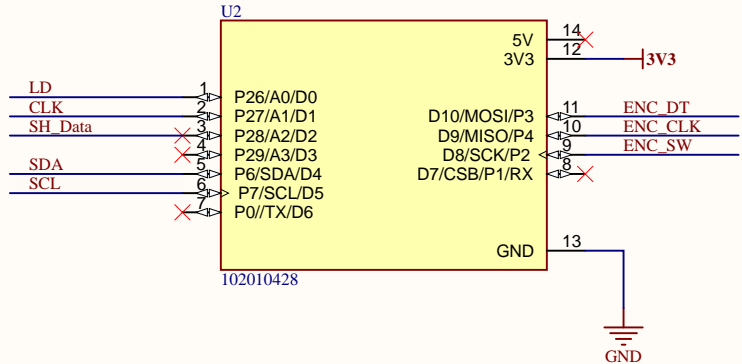 U2
5V 14
3V3 12 3V3
LD 1 P26/A0/D0
CLK 2 P27/A1/D1 D10/MOSI/P3 11 ENC_DT
SH_Data 3 P28/A2/D2 D9/MISO/P4 10 ENC_CLK
4 P29/A3/D3 D8/SCK/P2 9 ENC_SW
SDA 5 P6/SDA/D4 D7/CSB/P1/RX 8
SCL 6 P7/SCL/D5
7 P0//TX/D6
GND 13
102010428
GND